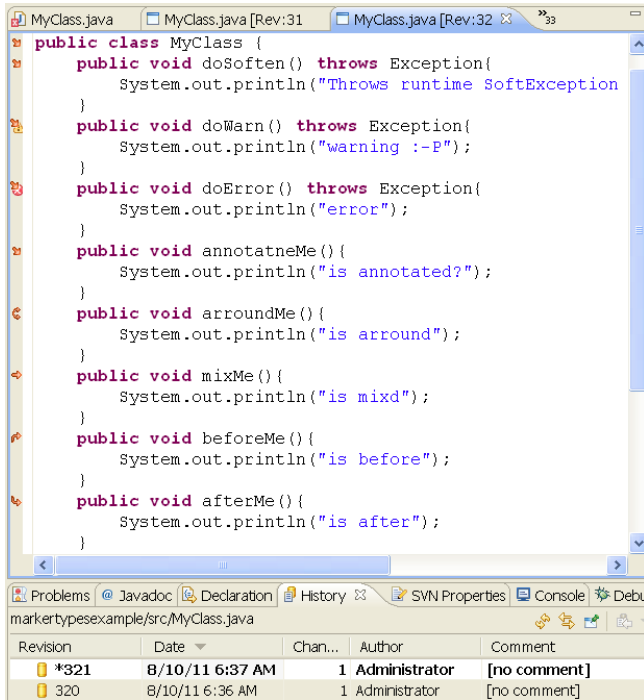 MyClass.java MyClass.java [Rev:31 MyClass.java [Rev:32 »33
public class MyClass {
public void doSoften() throws Exception{
System.out.println("Throws runtime SoftException
}
public void doWarn() throws Exception{
System.out.println("warning :-P");
}
public void doError() throws Exception{
System.out.println("error");
}
public void annotatneMe(){
System.out.println("is annotated?");
}
public void arroundMe(){
System.out.println("is arround");
}
public void mixMe(){
System.out.println("is mixd");
}
public void beforeMe(){
System.out.println("is before");
}
public void afterMe(){
System.out.println("is after");
}
Problems @ Javadoc Declaration History SVN Properties Console Debu
markertypesexample/src/MyClass.java
Revision Date Chan... Author Comment
*321 8/10/11 6:37 AM 1 Administrator [no comment]
320 8/10/11 6:36 AM 1 Administrator [no comment]